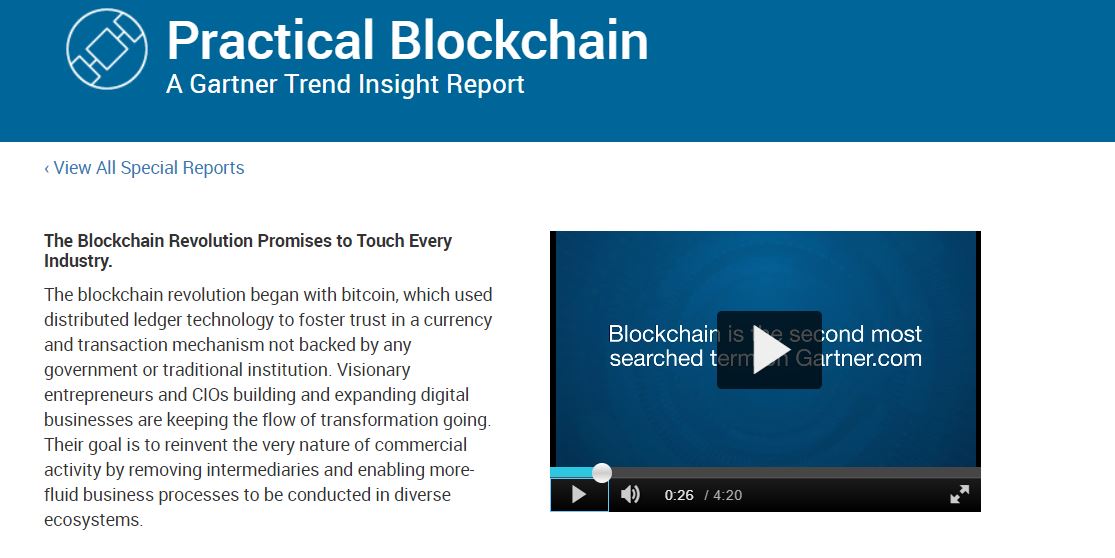 Practical Blockchain
A Gartner Trend Insight Report
‹ View All Special Reports
The Blockchain Revolution Promises to Touch Every
Industry.
The blockchain revolution began with bitcoin, which used
distributed ledger technology to foster trust in a currency
and transaction mechanism not backed by any
government or traditional institution. Visionary
entrepreneurs and CIOs building and expanding digital
businesses are keeping the flow of transformation going.
Their goal is to reinvent the very nature of commercial
activity by removing intermediaries and enabling more-
fluid business processes to be conducted in diverse
ecosystems.
Blockchain is the second most
searched term on Gartner.com
0:26 / 4:20